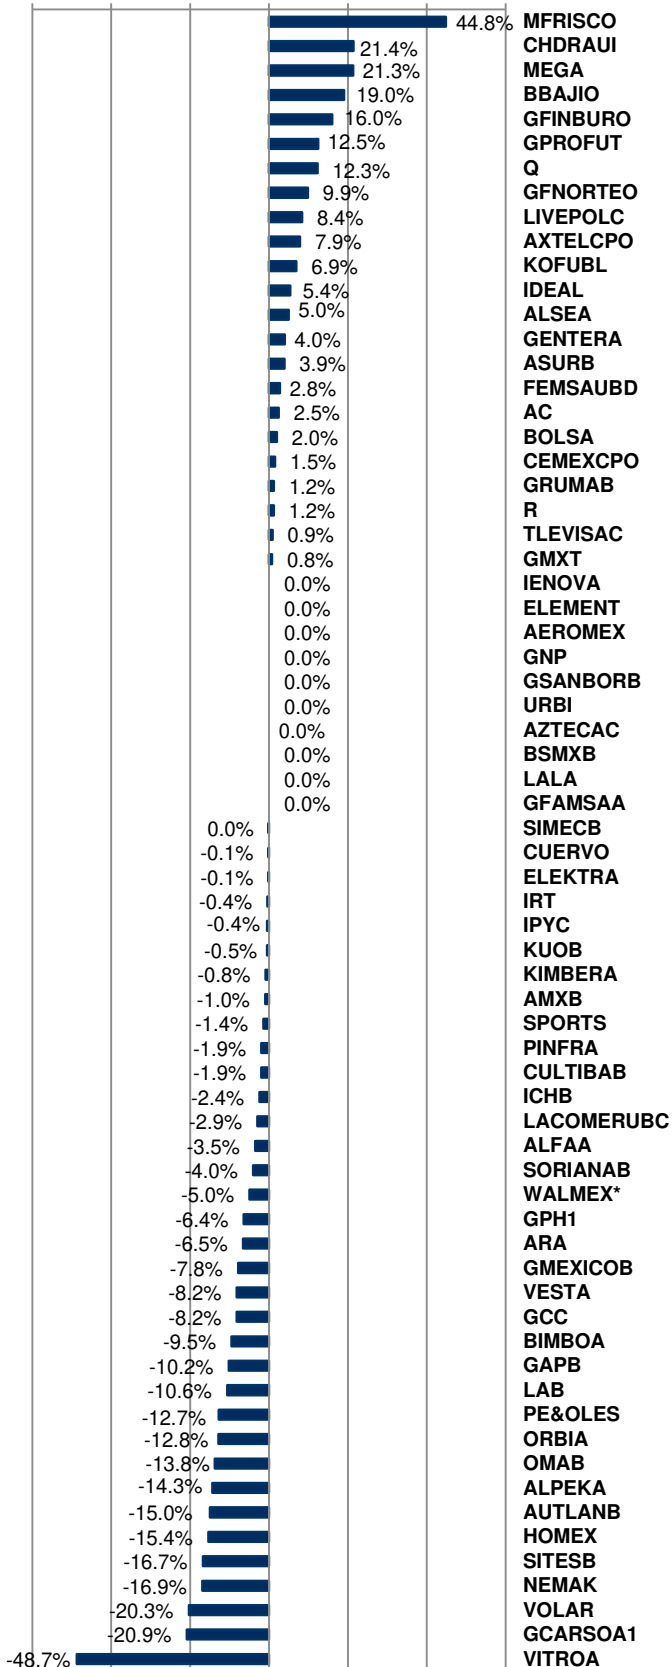 44.8% MFRISCO
21.4% CHDRAUI
21.3% MEGA
19.0% BBAJIO
16.0% GFINBURO
12.5% GPROFUT
12.3% Q
9.9% GFNORTEO
8.4% LIVEPOLC
7.9% AXTELCPO
6.9% KOFUBL
5.4% IDEAL
5.0% ALSEA
4.0% GENTERA
3.9% ASURB
2.8% FEMSAUBD
2.5% AC
2.0% BOLSA
1.5% CEMEXCPO
1.2% GRUMAB
1.2% R
0.9% TLEVISAC
0.8% GMXT
0.0% IENOVA
0.0% ELEMENT
0.0% AEROMEX
0.0% GNP
0.0% GSANBORB
0.0% URBI
0.0% AZTECAC
0.0% BSMXB
0.0% LALA
0.0% GFAMSAA
0.0% SIMECB
-0.1% CUERVO
-0.1% ELEKTRA
-0.4% IRT
-0.4% IPYC
-0.5% KUOB
-0.8% KIMBERA
-1.0% AMXB
-1.4% SPORTS
-1.9% PINFRA
-1.9% CULTIBAB
-2.4% ICHB
-2.9% LACOMERUBC
-3.5% ALFAA
-4.0% SORIANAB
-5.0% WALMEX*
-6.4% GPH1
-6.5% ARA
-7.8% GMEXICOB
-8.2% VESTA
-8.2% GCC
-9.5% BIMBOA
-10.2% GAPB
-10.6% LAB
-12.7% PE&OLES
-12.8% ORBIA
-13.8% OMAB
-14.3% ALPEKA
-15.0% AUTLANB
-15.4% HOMEX
-16.7% SITESB
-16.9% NEMAK
-20.3% VOLAR
-20.9% GCARSOA1
-48.7% VITROA